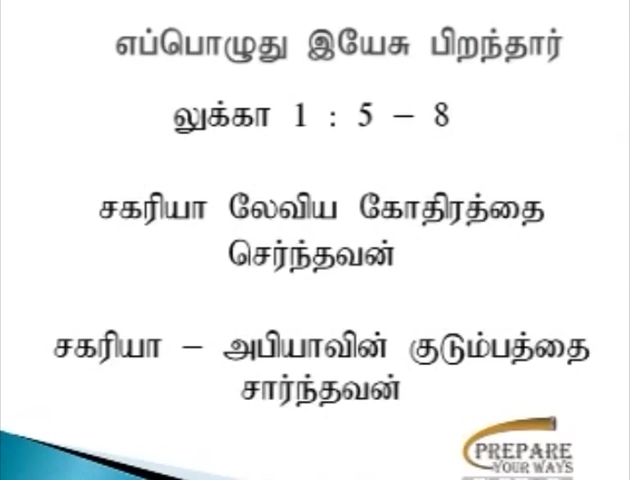 எப்பொழுது இயேசு பிறந்தார்
லுக்கா 1 : 5 – 8
சகரியா லேவிய கோதிரத்தை
செர்ந்தவன்
சகரியா – அபியாவின் குடும்பத்தை
சார்ந்தவன்
PREPARE
YOUR WAYS